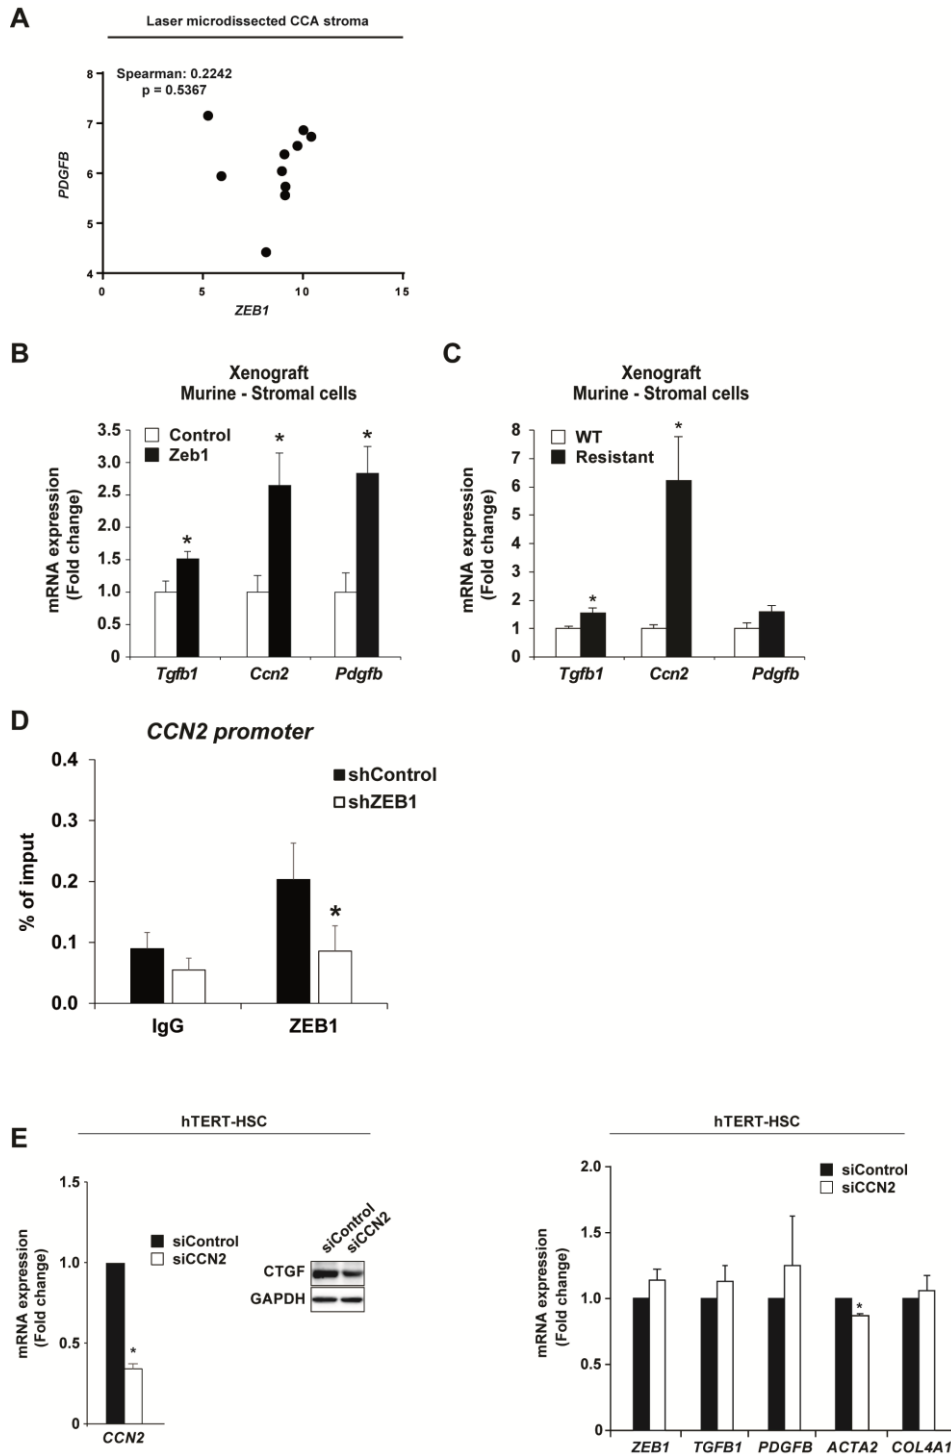 A
Laser microdissected CCA stroma
Spearman: 0.2242
p = 0.5367
8
7
6
5
4
PDGFB
0
5
10
15
ZEB1
B
Xenograft
Murine - Stromal cells
Control
Zeb1
mRNA expression
(Fold change)
3.5
3.0
2.5
2.0
1.5
1.0
0.5
0
*
*
*
Tgfb1
Ccn2
Pdgfb
C
Xenograft
Murine - Stromal cells
WT
Resistant
mRNA expression
(Fold change)
8
7
6
5
4
3
2
1
0
*
*
Tgfb1
Ccn2
Pdgfb
D
CCN2 promoter
shControl
shZEB1
% of imput
0.4
0.3
0.2
0.1
0.0
*
IgG
ZEB1
E
hTERT-HSC
mRNA expression
(Fold change)
1.5
1.0
0.5
0
siControl
siCCN2
*
CCN2
siControl
siCCN2
CTGF
GAPDH
hTERT-HSC
siControl
siCCN2
mRNA expression
(Fold change)
2.0
1.5
1.0
0.5
0
*
ZEB1
TGFB1
PDGFB
ACTA2
COL4A1